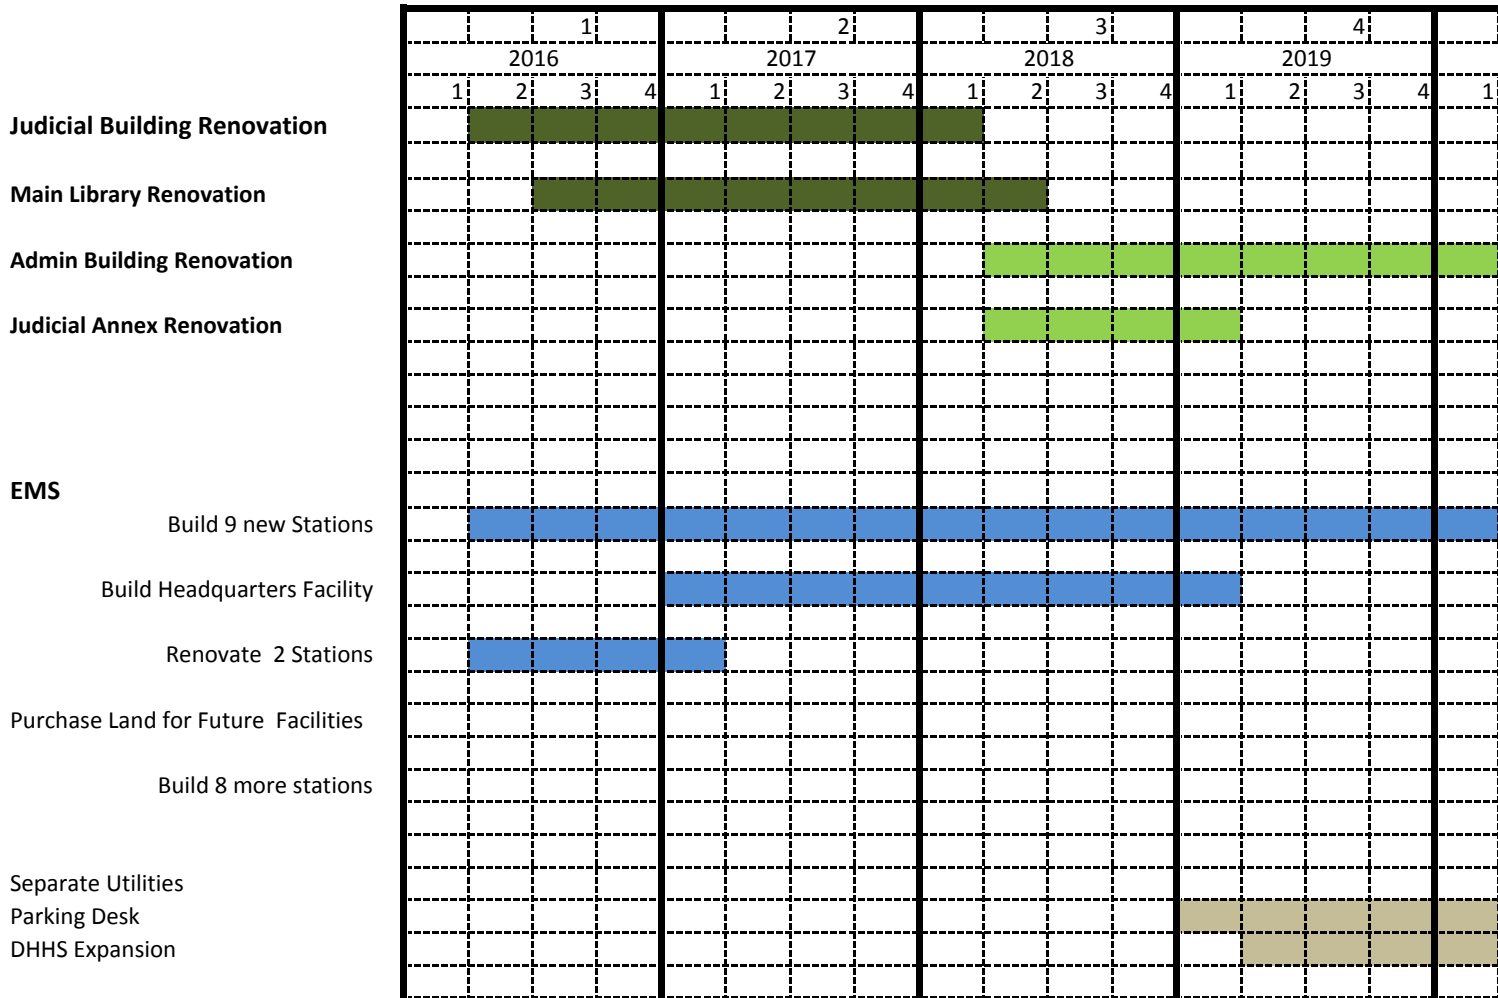 1 2 3 4
2016 2017 2018 2019
1 2 3 4 1 2 3 4 1 2 3 4 1 2 3 4 1
Judicial Building Renovation
Main Library Renovation
Admin Building Renovation
Judicial Annex Renovation
EMS
Build 9 new Stations
Build Headquarters Facility
Renovate 2 Stations
Purchase Land for Future Facilities
Build 8 more stations
Separate Utilities
Parking Desk
DHHS Expansion